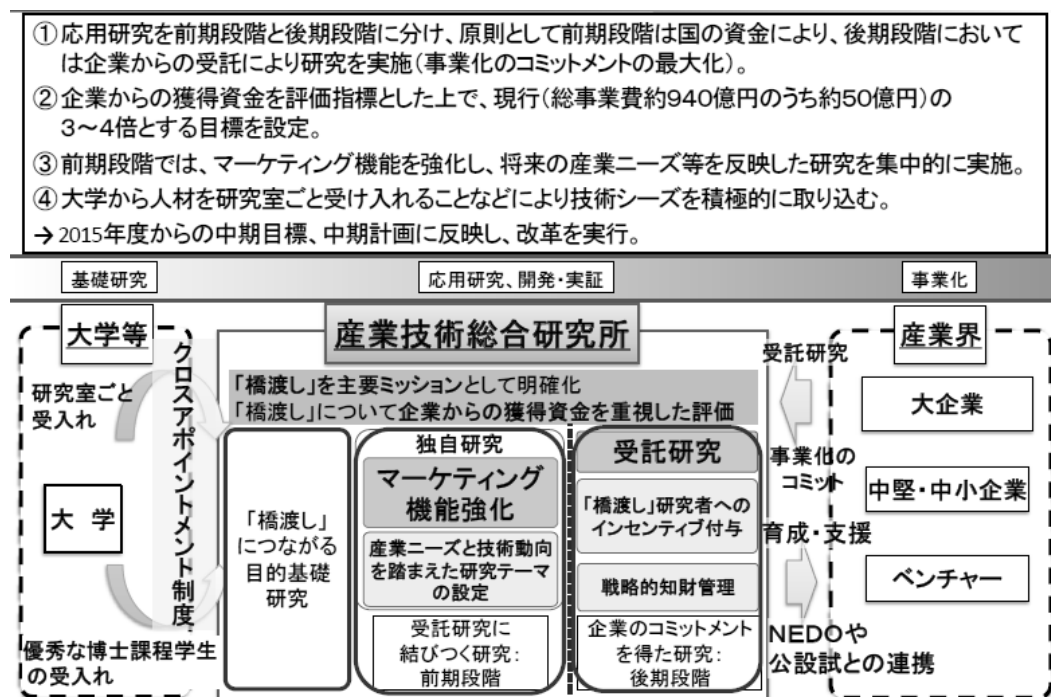 ①応用研究を前期段階と後期段階に分け、原則として前期段階は国の資金により、後期段階において
は企業からの受託により研究を実施(事業化のコミットメントの最大化)。
②企業からの獲得資金を評価指標とした上で、現行(総事業費約940億円のうち約50億円)の
3~4倍とする目標を設定。
③前期段階では、マーケティング機能を強化し、将来の産業ニーズ等を反映した研究を集中的に実施。
④大学から人材を研究室ごと受け入れることなどにより技術シーズを積極的に取り込む。
→2015年度からの中期目標、中期計画に反映し、改革を実行。
基礎研究
応用研究、開発・実証
事業化
大学等
研究室ごと
受入れ
大 学
優秀な博士課程学生
の受入れ
クロスアポイントメント制度
産業技術総合研究所
「橋渡し」を主要ミッションとして明確化
「橋渡し」について企業からの獲得資金を重視した評価
「橋渡し」
につながる
目的基礎
研究
独自研究
マーケティング
機能強化
産業ニーズと技術動向
を踏まえた研究テーマ
の設定
受託研究に
結びつく研究:
前期段階
受託研究
「橋渡し」研究者への
インセンティブ付与
戦略的知財管理
企業のコミットメント
を得た研究:
後期段階
受託研究
事業化の
コミット
育成・支援
NEDOや
公設試との連携
産業界
大企業
中堅・中小企業
ベンチャー